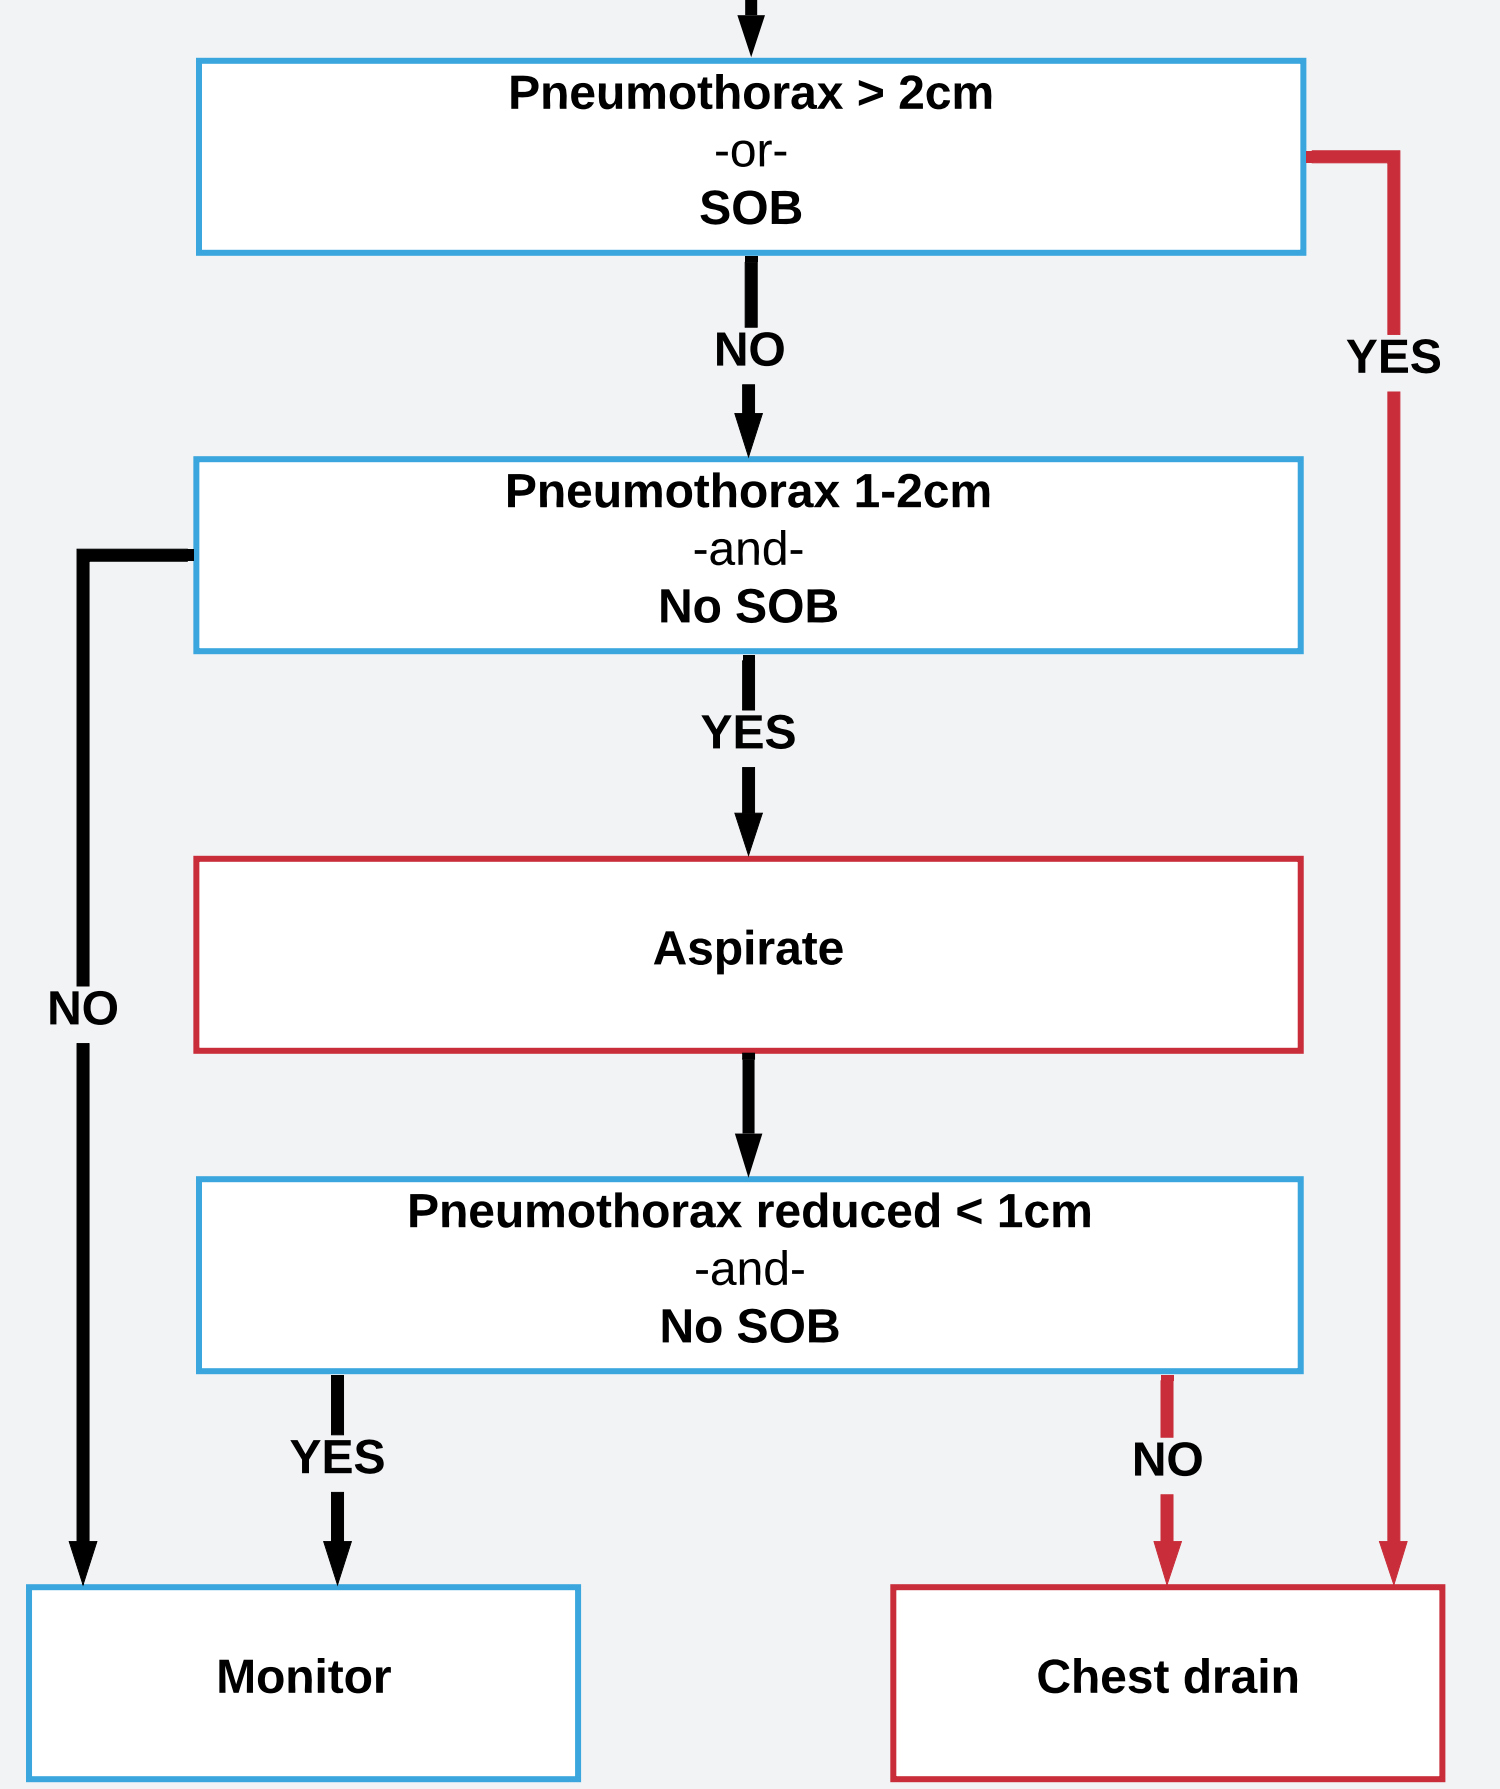 Pneumothorax > 2cm
-or-
SOB
NO
YES
Pneumothorax 1-2cm
-and-
No SOB
YES
Aspirate
NO
Pneumothorax reduced < 1cm
-and-
No SOB
YES
NO
Monitor
Chest drain